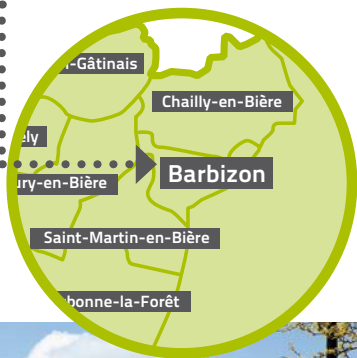 -Gâtinais
Chailly-en-Bière
ely
Barbizon
ury-en-Bière
Saint-Martin-en-Bière
bonne-la-Forêt